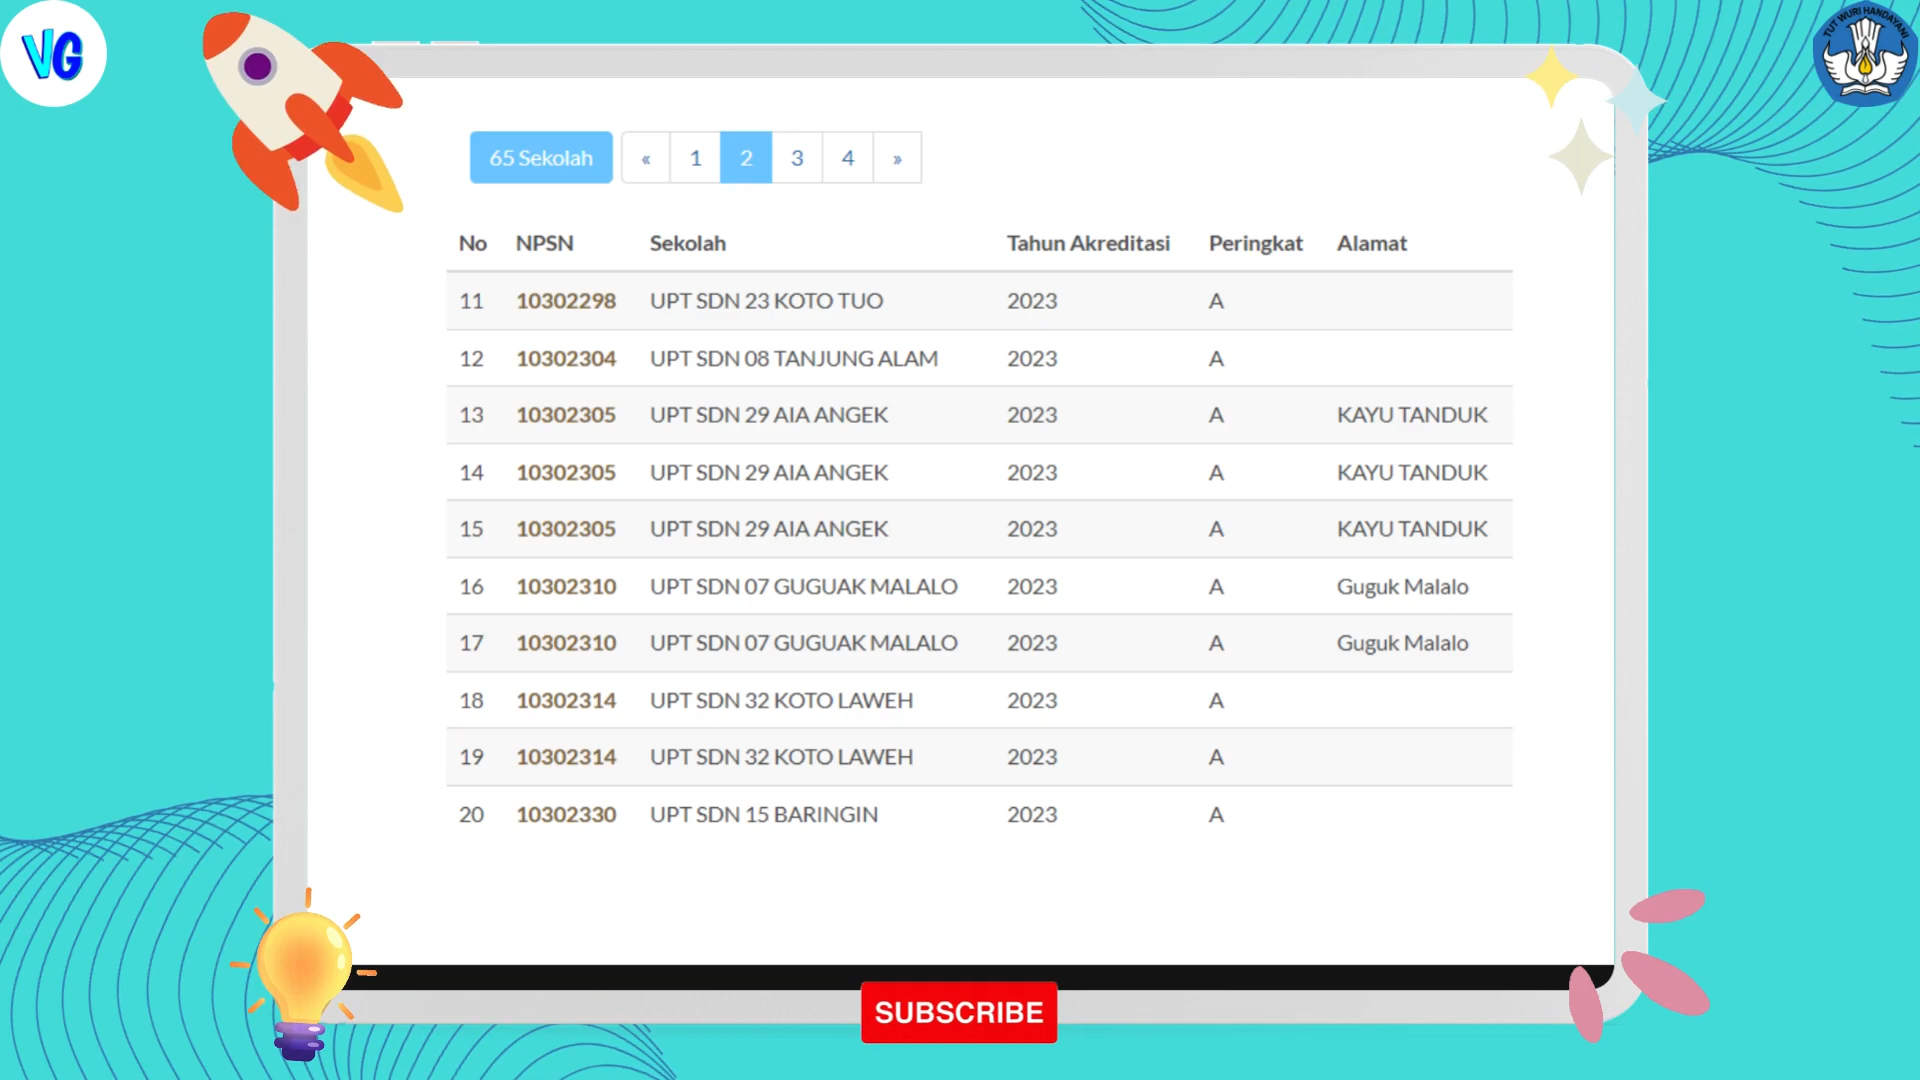 VG
TUT WURI HANDAYANI
65 Sekolah « 1 2 3 4 »
No NPSN Sekolah Tahun Akreditasi Peringkat Alamat
11 10302298 UPT SDN 23 KOTO TUO 2023 A
12 10302304 UPT SDN 08 TANJUNG ALAM 2023 A
13 10302305 UPT SDN 29 AIA ANGEK 2023 A KAYU TANDUK
14 10302305 UPT SDN 29 AIA ANGEK 2023 A KAYU TANDUK
15 10302305 UPT SDN 29 AIA ANGEK 2023 A KAYU TANDUK
16 10302310 UPT SDN 07 GUGUAK MALALO 2023 A Guguk Malalo
17 10302310 UPT SDN 07 GUGUAK MALALO 2023 A Guguk Malalo
18 10302314 UPT SDN 32 KOTO LAWEH 2023 A
19 10302314 UPT SDN 32 KOTO LAWEH 2023 A
20 10302330 UPT SDN 15 BARINGIN 2023 A
SUBSCRIBE